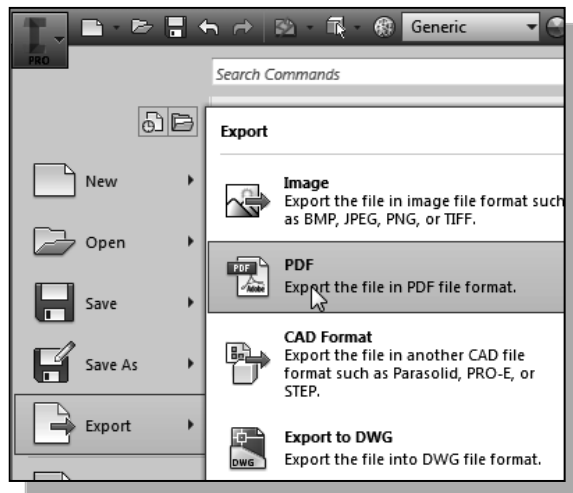 Generic
PRO
Search Commands
Export
New
Open
Save
Save As
Export
Image
Export the file in image file format such
as BMP, JPEG, PNG, or TIFF.
PDF
PDF
Adobe
Export the file in PDF file format.
CAD Format
Export the file in another CAD file
format such as Parasolid, PRO-E, or
STEP.
Export to DWG
DWG
Export the file into DWG file format.